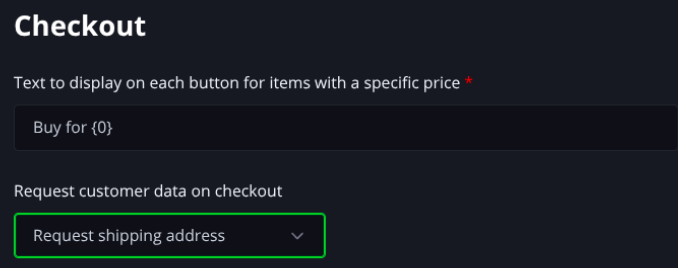 Checkout
Text to display on each button for items with a specific price *
Buy for {0}
Request customer data on checkout
Request shipping address